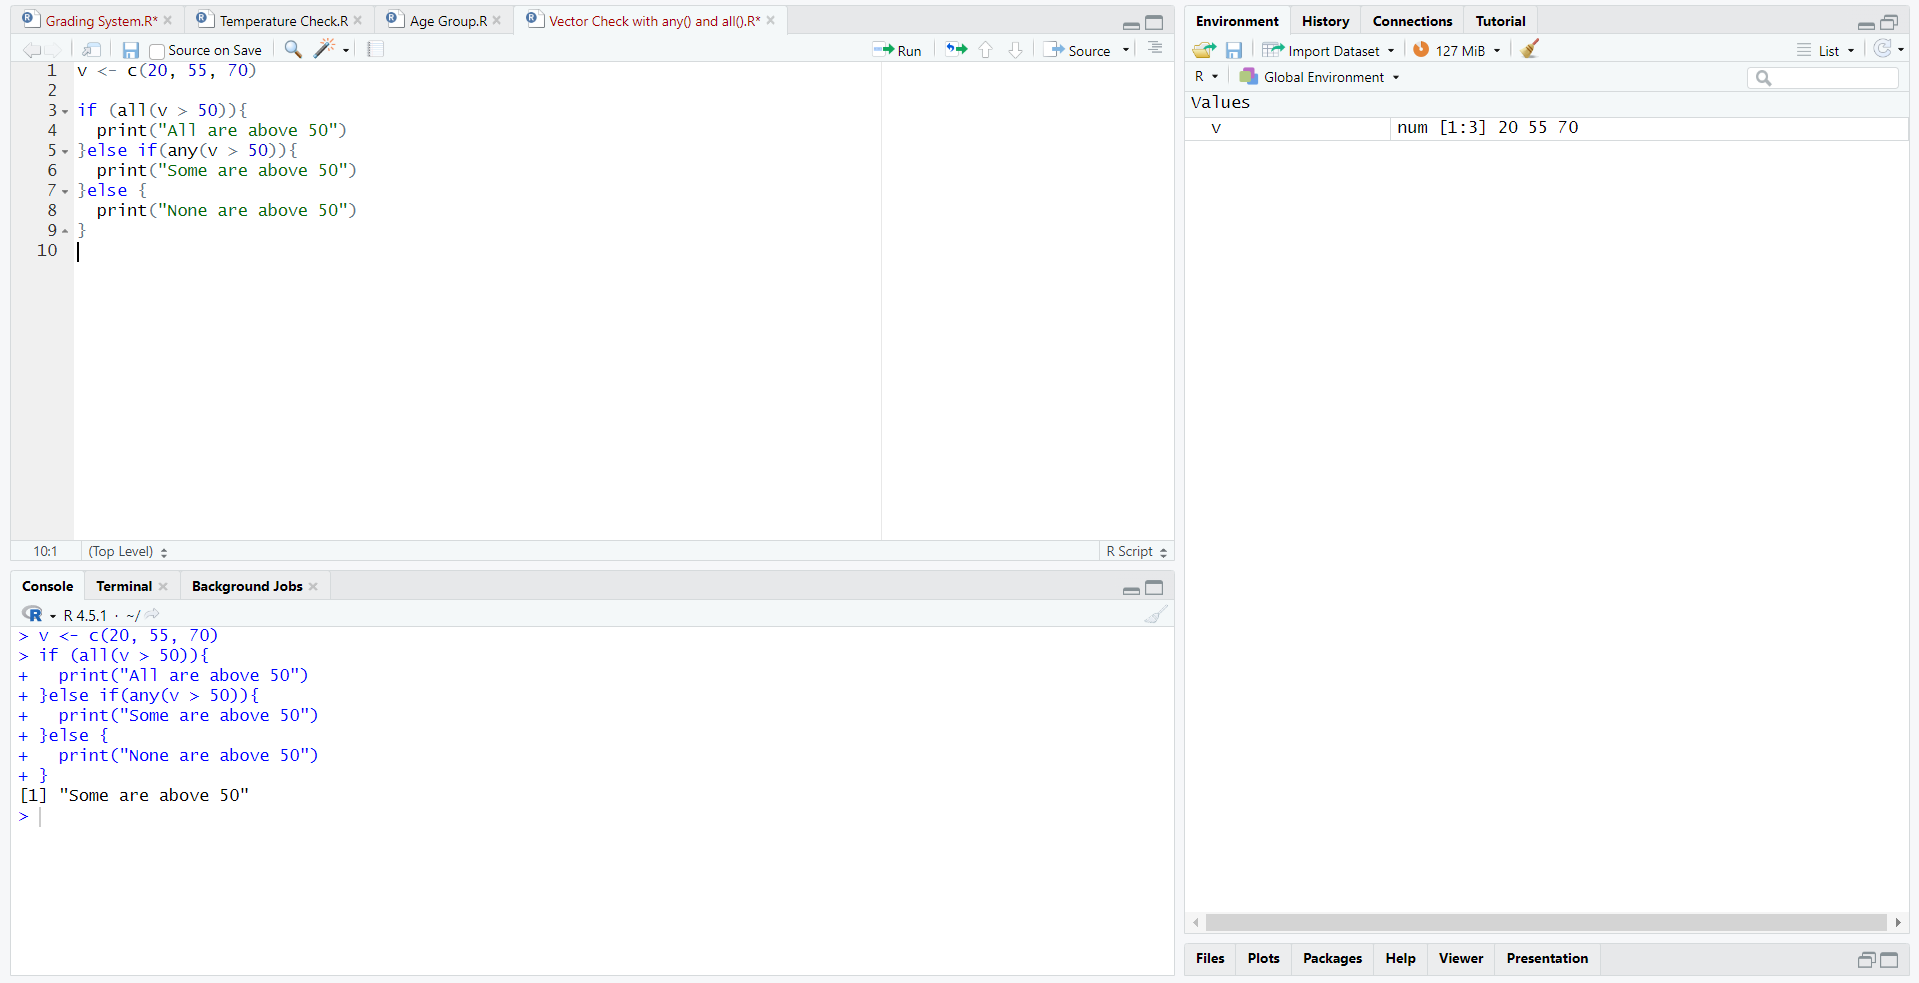 Grading System.R* Temperature Check.R Age Group.R Vector Check with any() and all().R*
Source on Save Run Source
1 v <- c(20, 55, 70)
2
3 if (all(v > 50)){
4   print("All are above 50")
5 }else if(any(v > 50)){
6   print("Some are above 50")
7 }else {
8   print("None are above 50")
9 }
10
10:1 (Top Level) R Script
Console Terminal Background Jobs
R R 4.5.1 · ~/
> v <- c(20, 55, 70)
> if (all(v > 50)){
+   print("All are above 50")
+ }else if(any(v > 50)){
+   print("Some are above 50")
+ }else {
+   print("None are above 50")
+ }
[1] "Some are above 50"
>
Environment History Connections Tutorial
Import Dataset 127 MiB List
R Global Environment
Values
v num [1:3] 20 55 70
Files Plots Packages Help Viewer Presentation